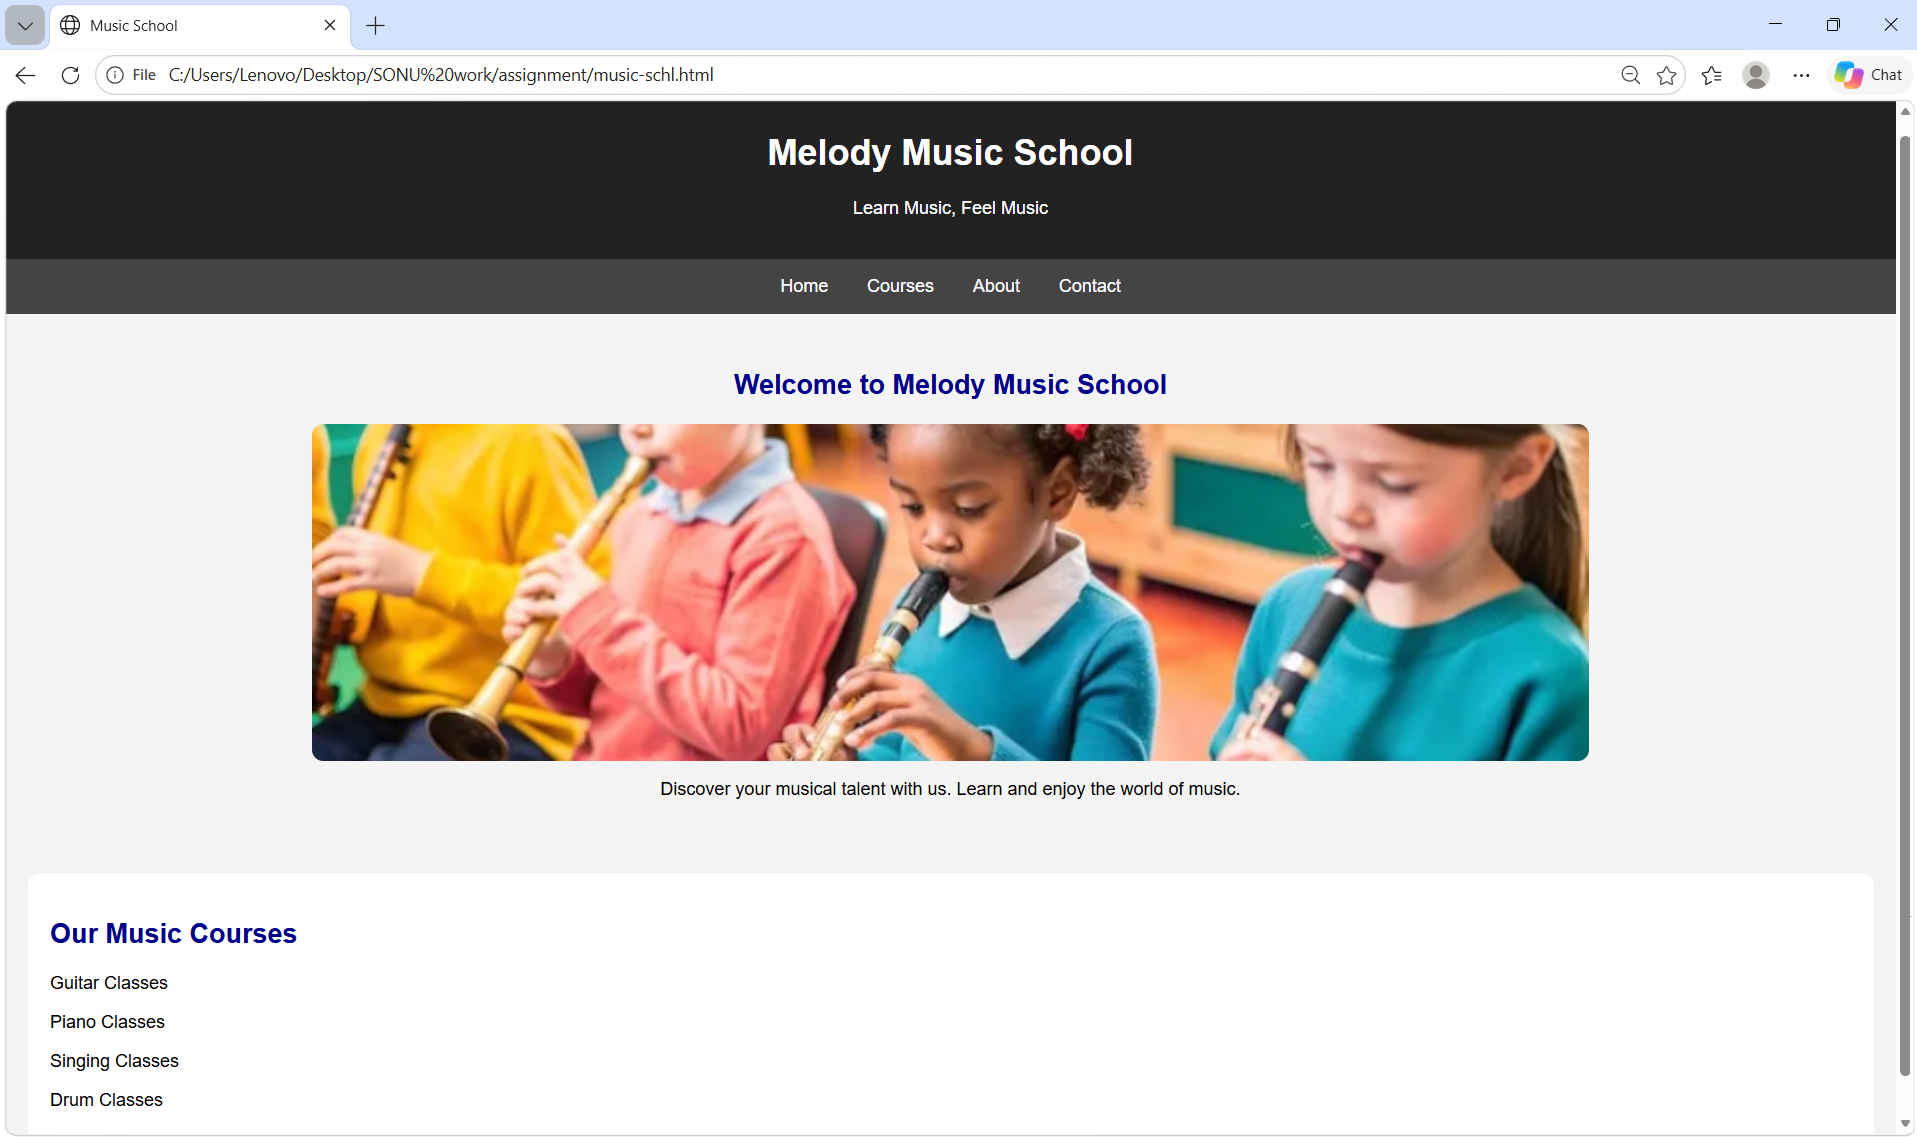 Music School
File C:/Users/Lenovo/Desktop/SONU%20work/assignment/music-schl.html
Chat
Melody Music School
Learn Music, Feel Music
Home Courses About Contact
Welcome to Melody Music School
Discover your musical talent with us. Learn and enjoy the world of music.
Our Music Courses
Guitar Classes
Piano Classes
Singing Classes
Drum Classes